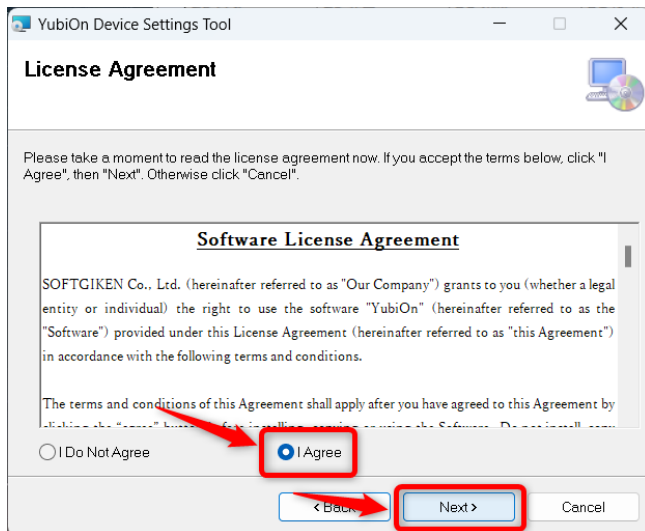 YubiOn Device Settings Tool
License Agreement
Please take a moment to read the license agreement now. If you accept the terms below, click "I
Agree", then "Next". Otherwise click "Cancel".
Software License Agreement
SOFTGIKEN Co., Ltd. (hereinafter referred to as "Our Company") grants to you (whether a legal
entity or individual) the right to use the software "YubiOn" (hereinafter referred to as the
"Software") provided under this License Agreement (hereinafter referred to as "this Agreement")
in accordance with the following terms and conditions.
The terms and conditions of this Agreement shall apply after you have agreed to this Agreement by
I Do Not Agree
I Agree
< Back
Next >
Cancel